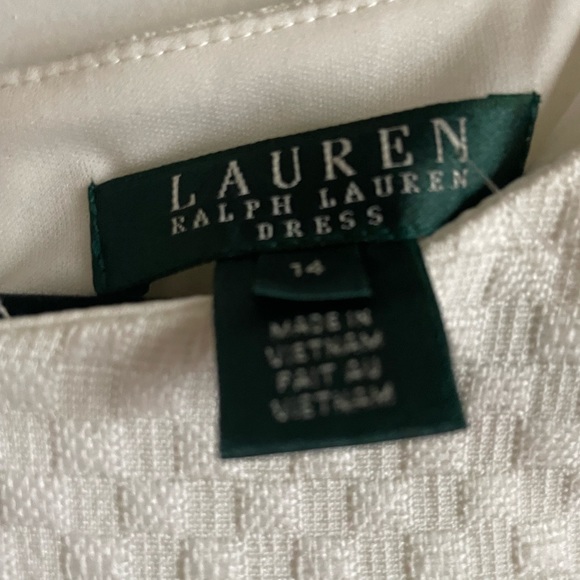 LAUREN
RALPH LAUREN
DRESS
14
MADE IN
VIETNAM
FAIT AU
VIETNAM